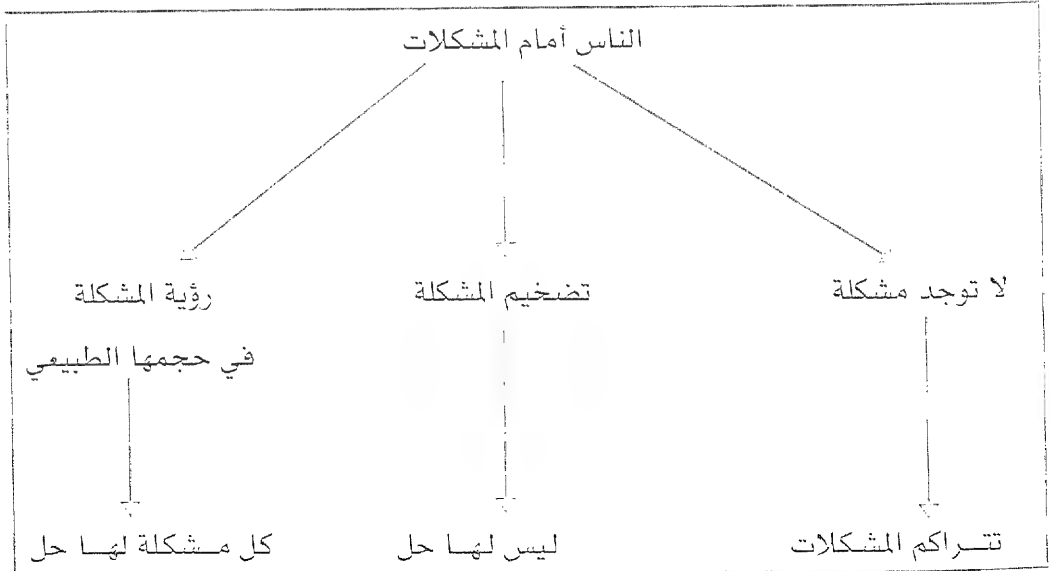 الناس أمام المشكلات
لا توجد مشكلة
تضخيم المشكلة
رؤية المشكلة
في حجمها الطبيعي
تتراكم المشكلات
ليس لها حل
كل مشكلة لها حل